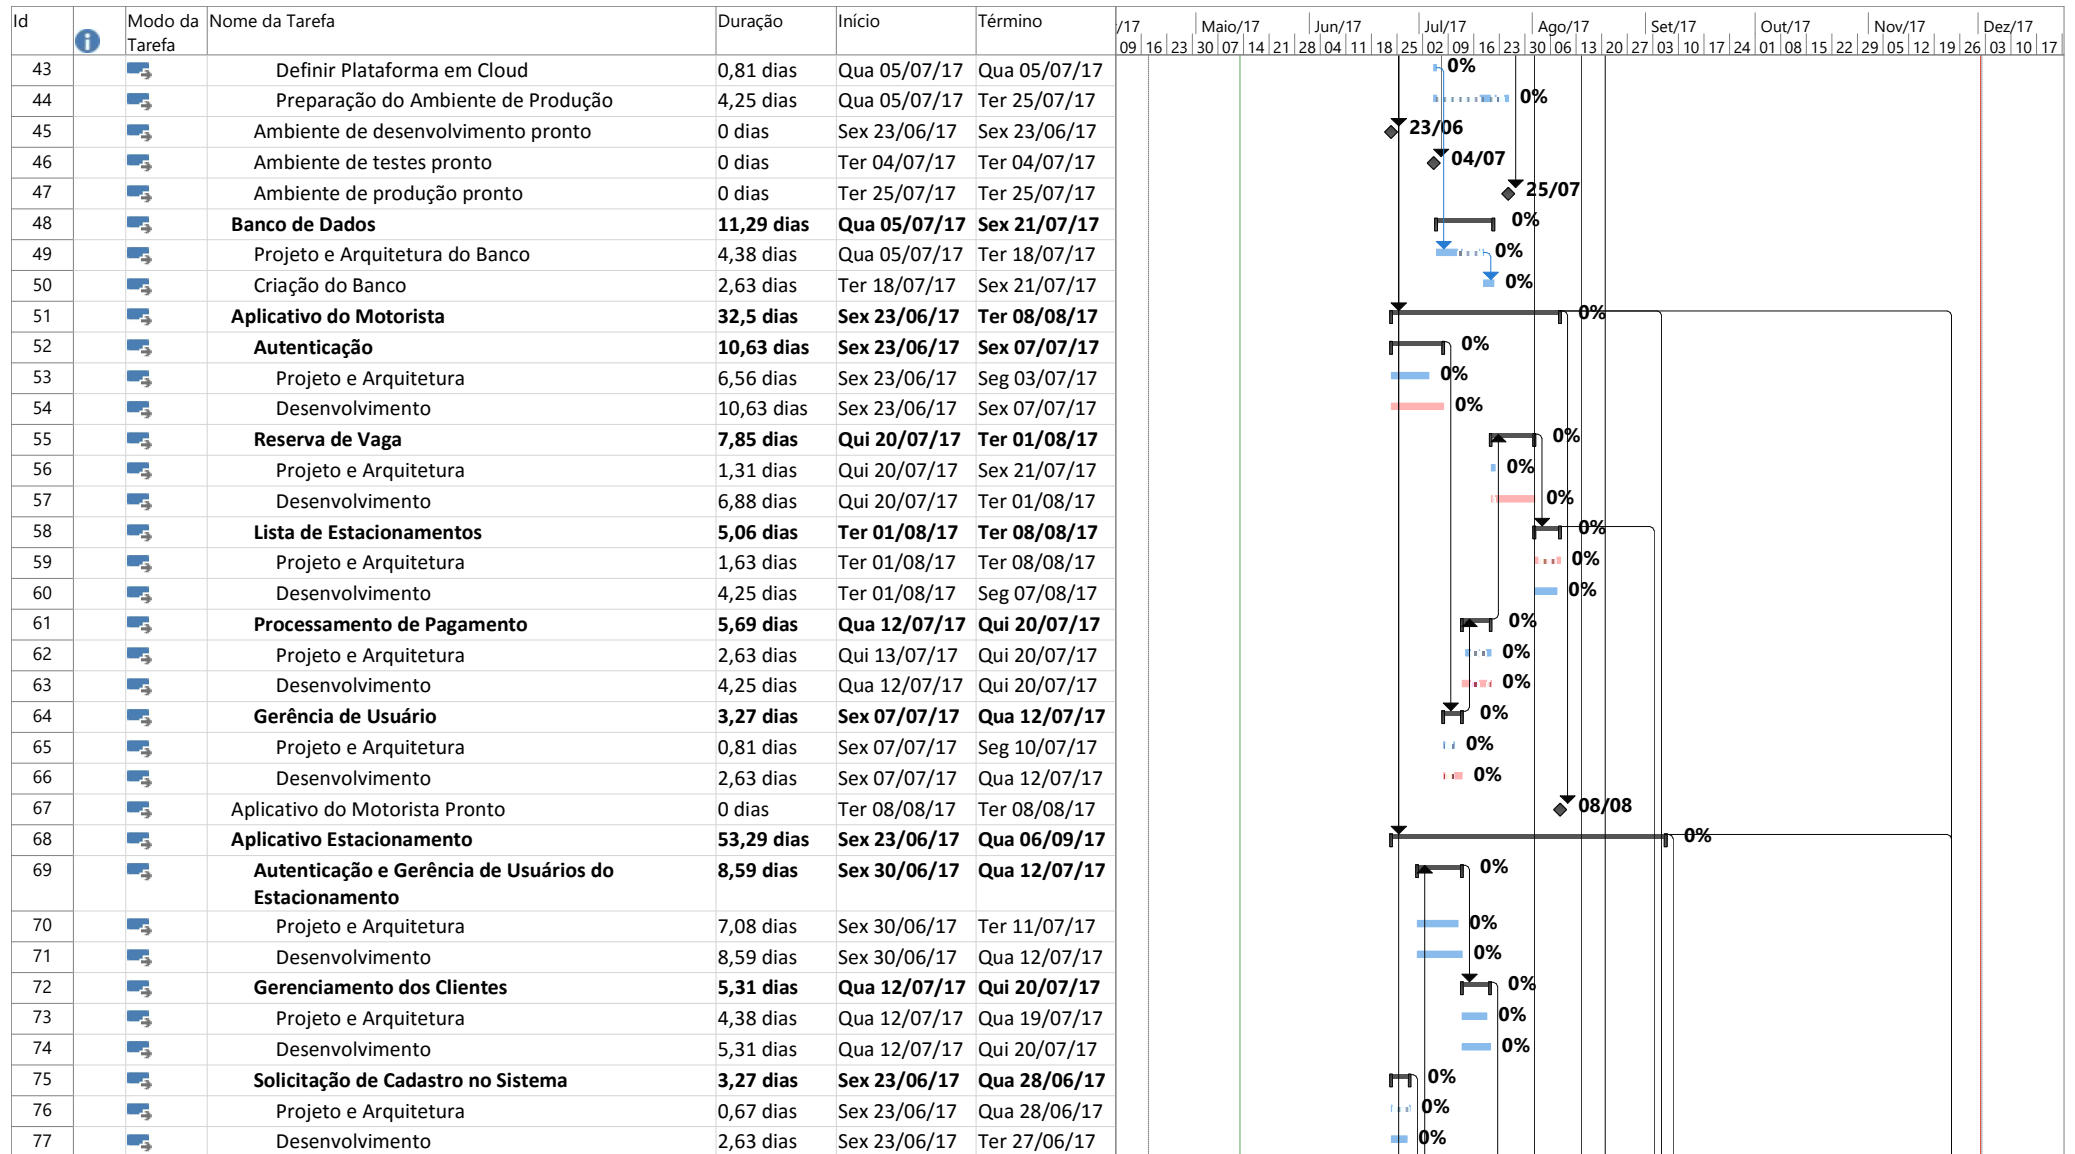 Id Modo da Tarefa Nome da Tarefa Duração Início Término
/17 Maio/17 Jun/17 Jul/17 Ago/17 Set/17 Out/17 Nov/17 Dez/17
09 16 23 30 07 14 21 28 04 11 18 25 02 09 16 23 30 06 13 20 27 03 10 17 24 01 08 15 22 29 05 12 19 26 03 10 17
43 Definir Plataforma em Cloud 0,81 dias Qua 05/07/17 Qua 05/07/17 0%
44 Preparação do Ambiente de Produção 4,25 dias Qua 05/07/17 Ter 25/07/17 0%
45 Ambiente de desenvolvimento pronto 0 dias Sex 23/06/17 Sex 23/06/17 23/06
46 Ambiente de testes pronto 0 dias Ter 04/07/17 Ter 04/07/17 04/07
47 Ambiente de produção pronto 0 dias Ter 25/07/17 Ter 25/07/17 25/07
48 Banco de Dados 11,29 dias Qua 05/07/17 Sex 21/07/17 0%
49 Projeto e Arquitetura do Banco 4,38 dias Qua 05/07/17 Ter 18/07/17 0%
50 Criação do Banco 2,63 dias Ter 18/07/17 Sex 21/07/17 0%
51 Aplicativo do Motorista 32,5 dias Sex 23/06/17 Ter 08/08/17 0%
52 Autenticação 10,63 dias Sex 23/06/17 Sex 07/07/17 0%
53 Projeto e Arquitetura 6,56 dias Sex 23/06/17 Seg 03/07/17 0%
54 Desenvolvimento 10,63 dias Sex 23/06/17 Sex 07/07/17 0%
55 Reserva de Vaga 7,85 dias Qui 20/07/17 Ter 01/08/17 0%
56 Projeto e Arquitetura 1,31 dias Qui 20/07/17 Sex 21/07/17 0%
57 Desenvolvimento 6,88 dias Qui 20/07/17 Ter 01/08/17 0%
58 Lista de Estacionamentos 5,06 dias Ter 01/08/17 Ter 08/08/17 0%
59 Projeto e Arquitetura 1,63 dias Ter 01/08/17 Ter 08/08/17 0%
60 Desenvolvimento 4,25 dias Ter 01/08/17 Seg 07/08/17 0%
61 Processamento de Pagamento 5,69 dias Qua 12/07/17 Qui 20/07/17 0%
62 Projeto e Arquitetura 2,63 dias Qui 13/07/17 Qui 20/07/17 0%
63 Desenvolvimento 4,25 dias Qua 12/07/17 Qui 20/07/17 0%
64 Gerência de Usuário 3,27 dias Sex 07/07/17 Qua 12/07/17 0%
65 Projeto e Arquitetura 0,81 dias Sex 07/07/17 Seg 10/07/17 0%
66 Desenvolvimento 2,63 dias Sex 07/07/17 Qua 12/07/17 0%
67 Aplicativo do Motorista Pronto 0 dias Ter 08/08/17 Ter 08/08/17 08/08
68 Aplicativo Estacionamento 53,29 dias Sex 23/06/17 Qua 06/09/17 0%
69 Autenticação e Gerência de Usuários do 8,59 dias Sex 30/06/17 Qua 12/07/17 0%
Estacionamento
70 Projeto e Arquitetura 7,08 dias Sex 30/06/17 Ter 11/07/17 0%
71 Desenvolvimento 8,59 dias Sex 30/06/17 Qua 12/07/17 0%
72 Gerenciamento dos Clientes 5,31 dias Qua 12/07/17 Qui 20/07/17 0%
73 Projeto e Arquitetura 4,38 dias Qua 12/07/17 Qua 19/07/17 0%
74 Desenvolvimento 5,31 dias Qua 12/07/17 Qui 20/07/17 0%
75 Solicitação de Cadastro no Sistema 3,27 dias Sex 23/06/17 Qua 28/06/17 0%
76 Projeto e Arquitetura 0,67 dias Sex 23/06/17 Qua 28/06/17 0%
77 Desenvolvimento 2,63 dias Sex 23/06/17 Ter 27/06/17 0%